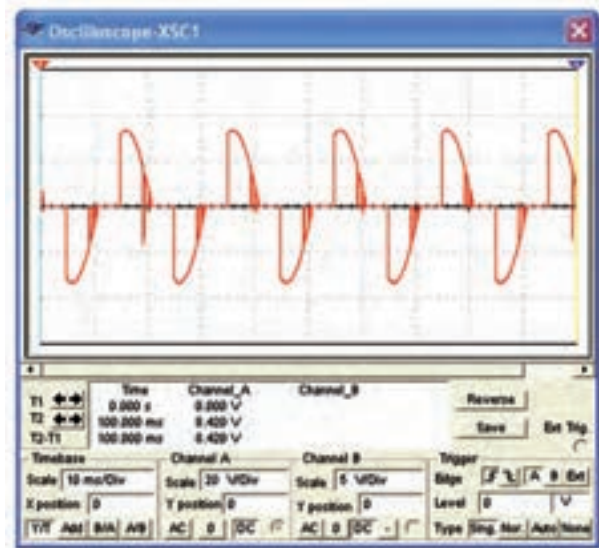 Oscilloscope-XSC1
Time Channel_A Channel_B
T1 0.000 s 0.000 V
T2 100.000 ms 8.420 V
T2-T1 100.000 ms 8.420 V
Reverse
Save
Ext Trig.
Timebase
Scale 10 ms/Div
X position 0
Y/T Add B/A A/B
Channel A
Scale 20 V/Div
Y position 0
AC 0 DC
Channel B
Scale 5 V/Div
Y position 0
AC 0 DC -
Trigger
Edge A B Ext
Level 0 V
Type Sing. Nor. Auto None